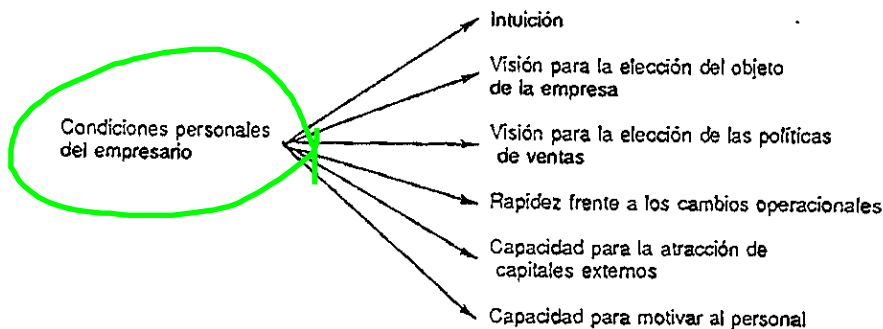 Intuición
Visión para la elección del objeto
de la empresa
Condiciones personales
del empresario
Visión para la elección de las políticas
de ventas
Rapidez frente a los cambios operacionales
Capacidad para la atracción de
capitales externos
Capacidad para motivar al personal